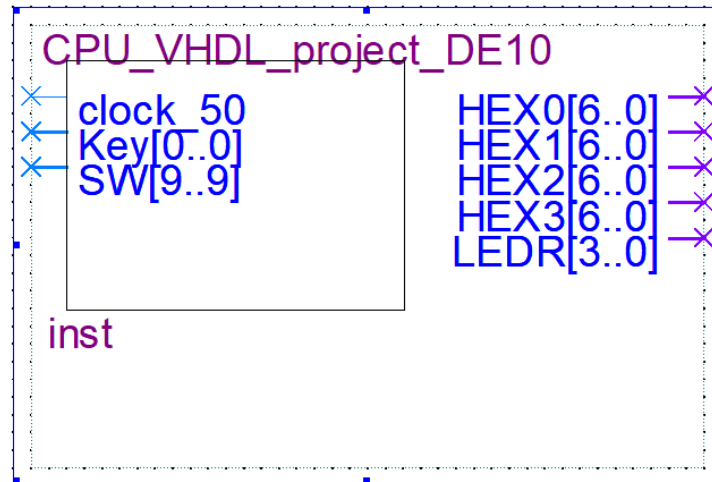 CPU_VHDL_project_DE10
clock_50
Key[0..0]
SW[9..9]
HEX0[6..0]
HEX1[6..0]
HEX2[6..0]
HEX3[6..0]
LEDR[3..0]
inst